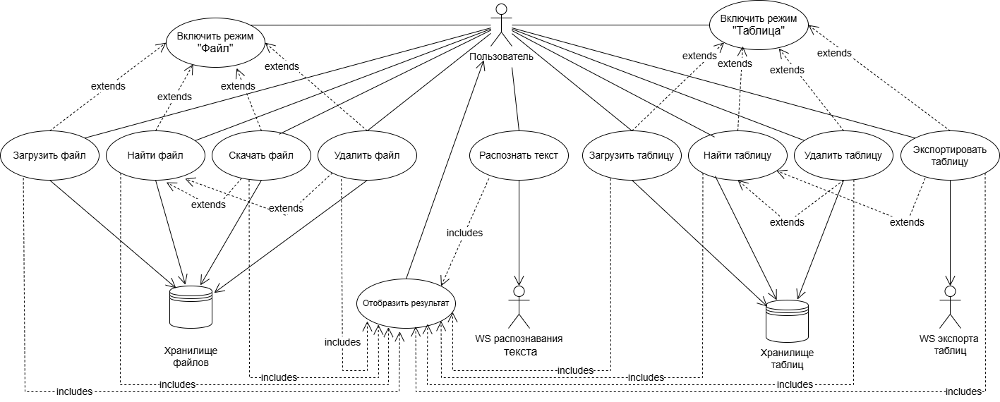 Включить режим
"Файл"
Включить режим
"Таблица"
Пользователь
extends
extends
extends
extends
extends
extends
extends
extends
Загрузить файл
Найти файл
Скачать файл
Удалить файл
Распознать текст
Загрузить таблицу
Найти таблицу
Удалить таблицу
Экспортировать
таблицу
extends
extends
extends
extends
includes
Отобразить результат
WS распознавания
текста
Хранилище
файлов
Хранилище
таблиц
WS экспорта
таблиц
includes
includes
includes
includes
includes
includes
includes
includes